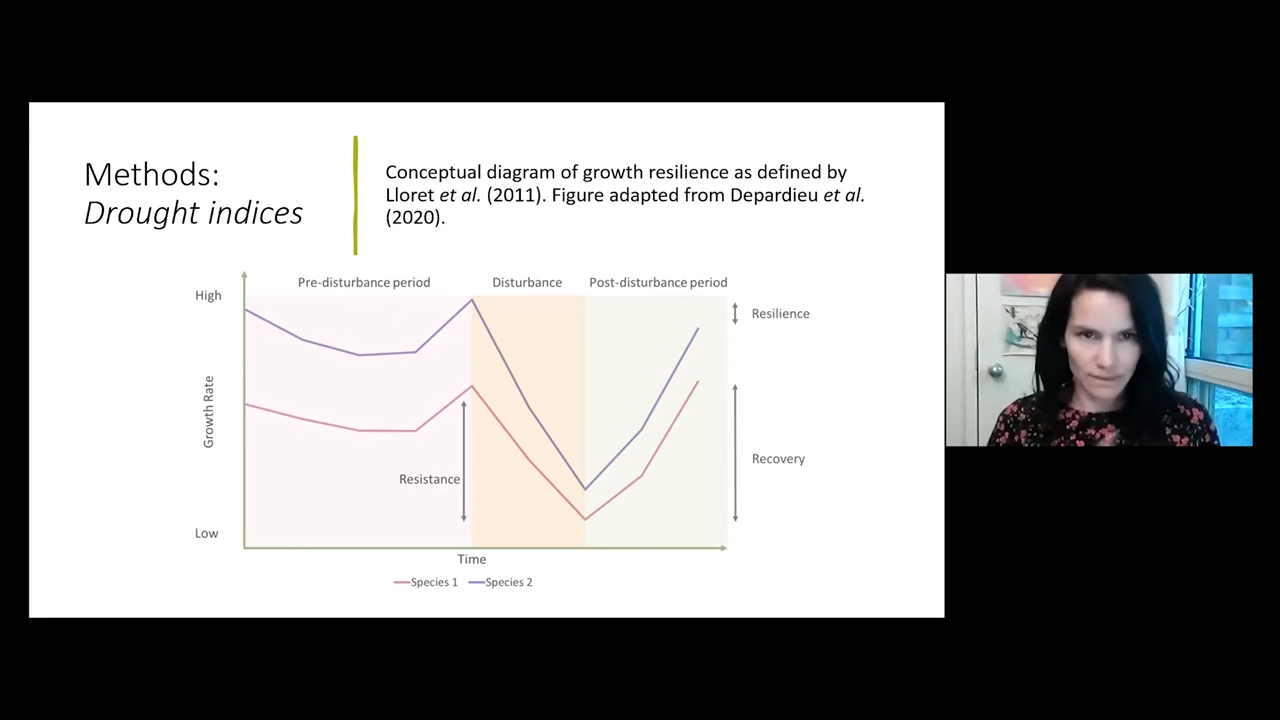 Methods:
Drought indices
Conceptual diagram of growth resilience as defined by
Lloret et al. (2011). Figure adapted from Depardieu et al.
(2020).
Pre-disturbance period
Disturbance
Post-disturbance period
High
Resilience
Growth Rate
Resistance
Recovery
Low
Time
Species 1
Species 2